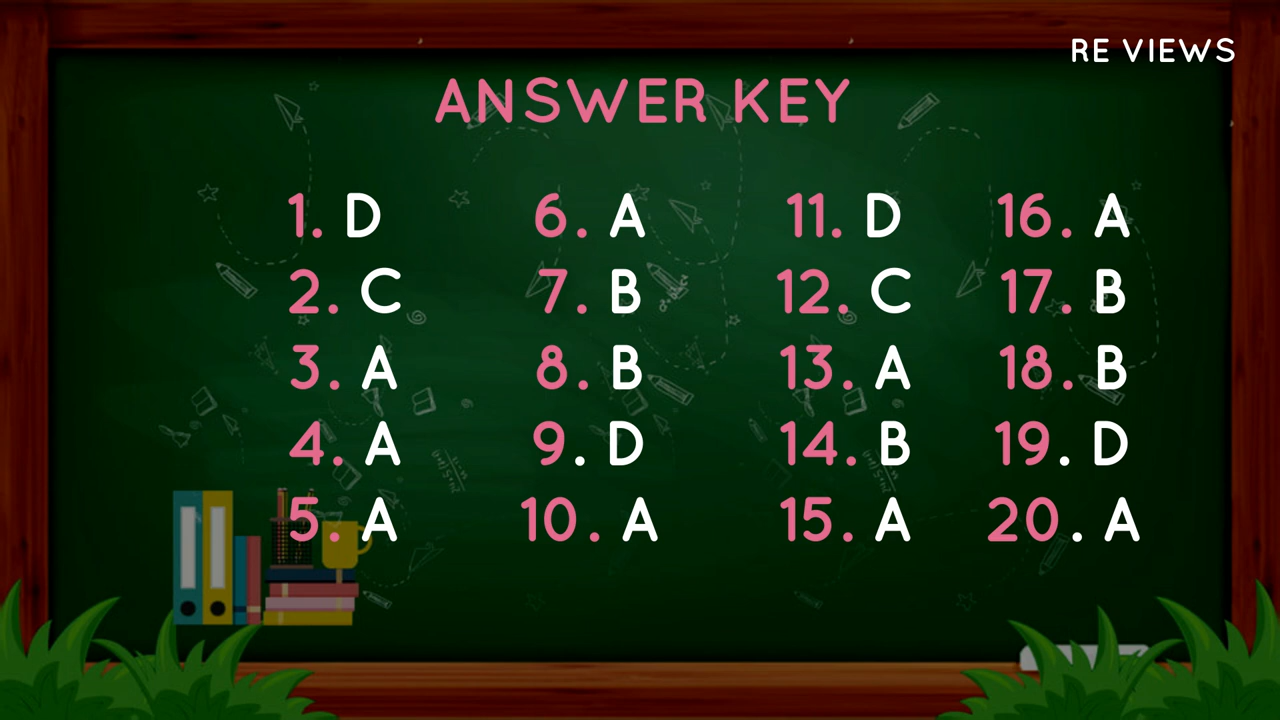 RE VIEWS
ANSWER KEY
1. D
2. C
3. A
4. A
5. A
6. A
7. B
8. B
9. D
10. A
11. D
12. C
13. A
14. B
15. A
16. A
17. B
18. B
19. D
20. A